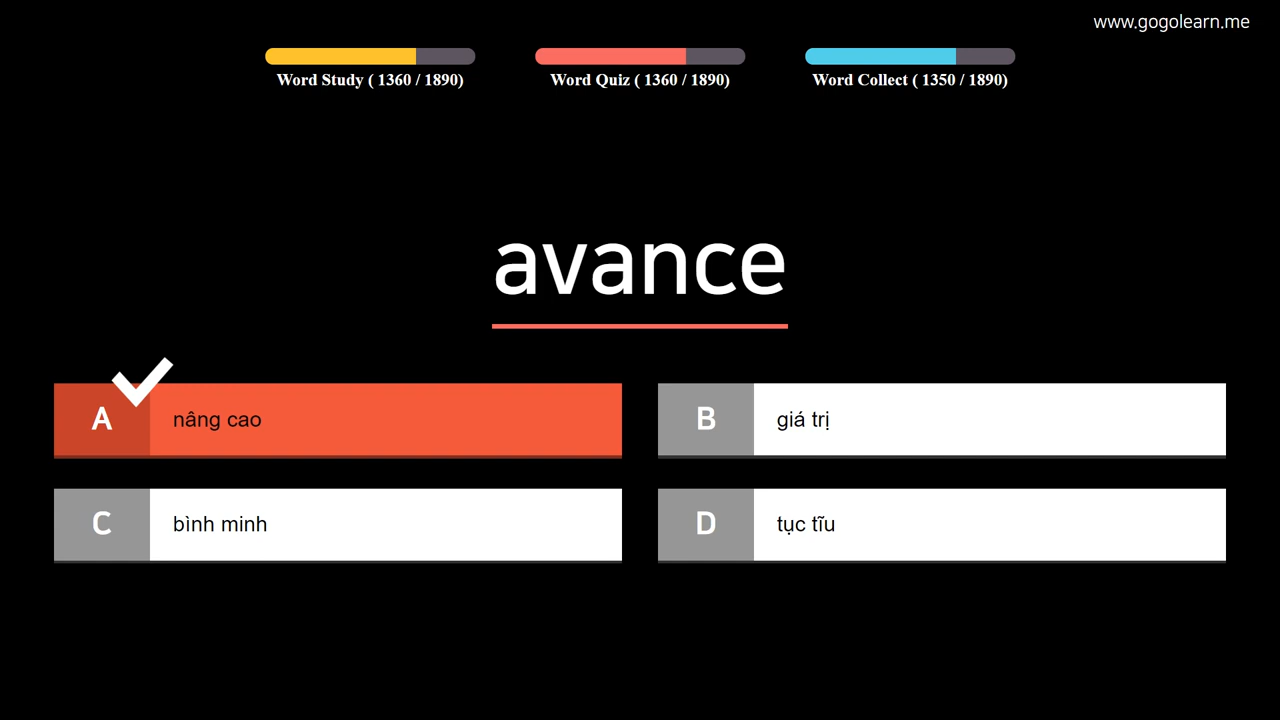 www.gogolearn.me
Word Study ( 1360 / 1890)
Word Quiz ( 1360 / 1890)
Word Collect ( 1350 / 1890)
avance
A nâng cao
B giá trị
C bình minh
D tục tĩu